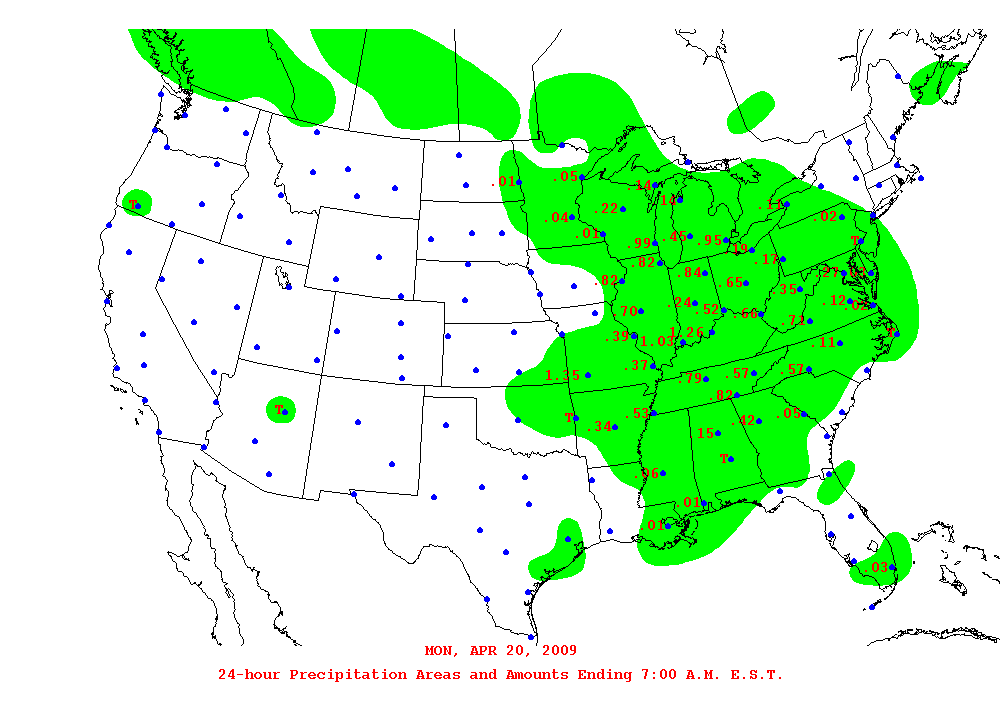 .01 .05 .14 .14
T .04 .22 .11 .02
.01 .99 .45 .95 .19 T
.82 .84 .17
.82 .65 .35 .27
.70 .24 .52 .66 .12 .02
.39 1.03 1.26 .71 .11 T
1.35 .37 .79 .57 .57
.82
T T .34 .53 .42 .05
.15
.06 T
.01
.01
.03
MON, APR 20, 2009
24-hour Precipitation Areas and Amounts Ending 7:00 A.M. E.S.T.